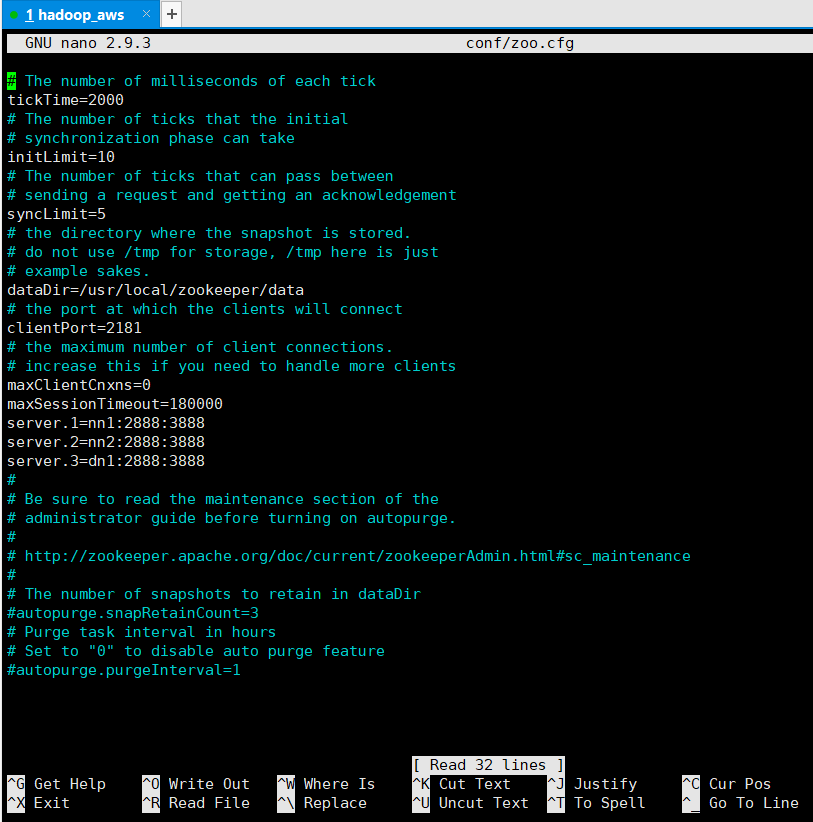 1 hadoop_aws × +
GNU nano 2.9.3 conf/zoo.cfg
# The number of milliseconds of each tick
tickTime=2000
# The number of ticks that the initial
# synchronization phase can take
initLimit=10
# The number of ticks that can pass between
# sending a request and getting an acknowledgement
syncLimit=5
# the directory where the snapshot is stored.
# do not use /tmp for storage, /tmp here is just
# example sakes.
dataDir=/usr/local/zookeeper/data
# the port at which the clients will connect
clientPort=2181
# the maximum number of client connections.
# increase this if you need to handle more clients
maxClientCnxns=0
maxSessionTimeout=180000
server.1=nn1:2888:3888
server.2=nn2:2888:3888
server.3=dn1:2888:3888
#
# Be sure to read the maintenance section of the
# administrator guide before turning on autopurge.
#
# http://zookeeper.apache.org/doc/current/zookeeperAdmin.html#sc_maintenance
#
# The number of snapshots to retain in dataDir
#autopurge.snapRetainCount=3
# Purge task interval in hours
# Set to "0" to disable auto purge feature
#autopurge.purgeInterval=1
[ Read 32 lines ]
^G Get Help ^O Write Out ^W Where Is ^K Cut Text ^J Justify ^C Cur Pos
^X Exit ^R Read File ^\ Replace ^U Uncut Text ^T To Spell ^_ Go To Line